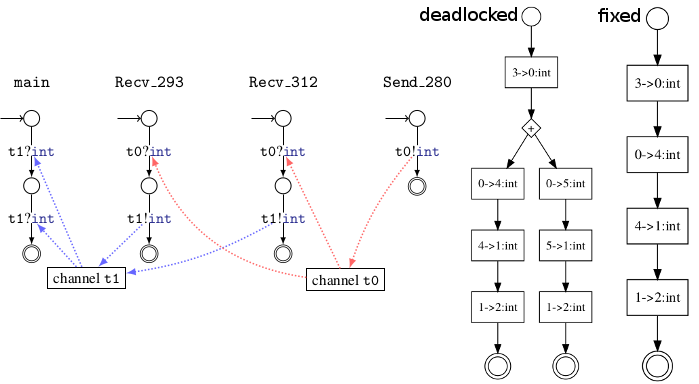 deadlocked fixed
main Recv_293 Recv_312 Send_280
3->0:int 3->0:int
t1?int t0?int t0?int t0!int
+
0->4:int 0->5:int 0->4:int
t1?int t1!int t1!int
4->1:int 5->1:int 4->1:int
channel t1 channel t0
1->2:int 1->2:int 1->2:int